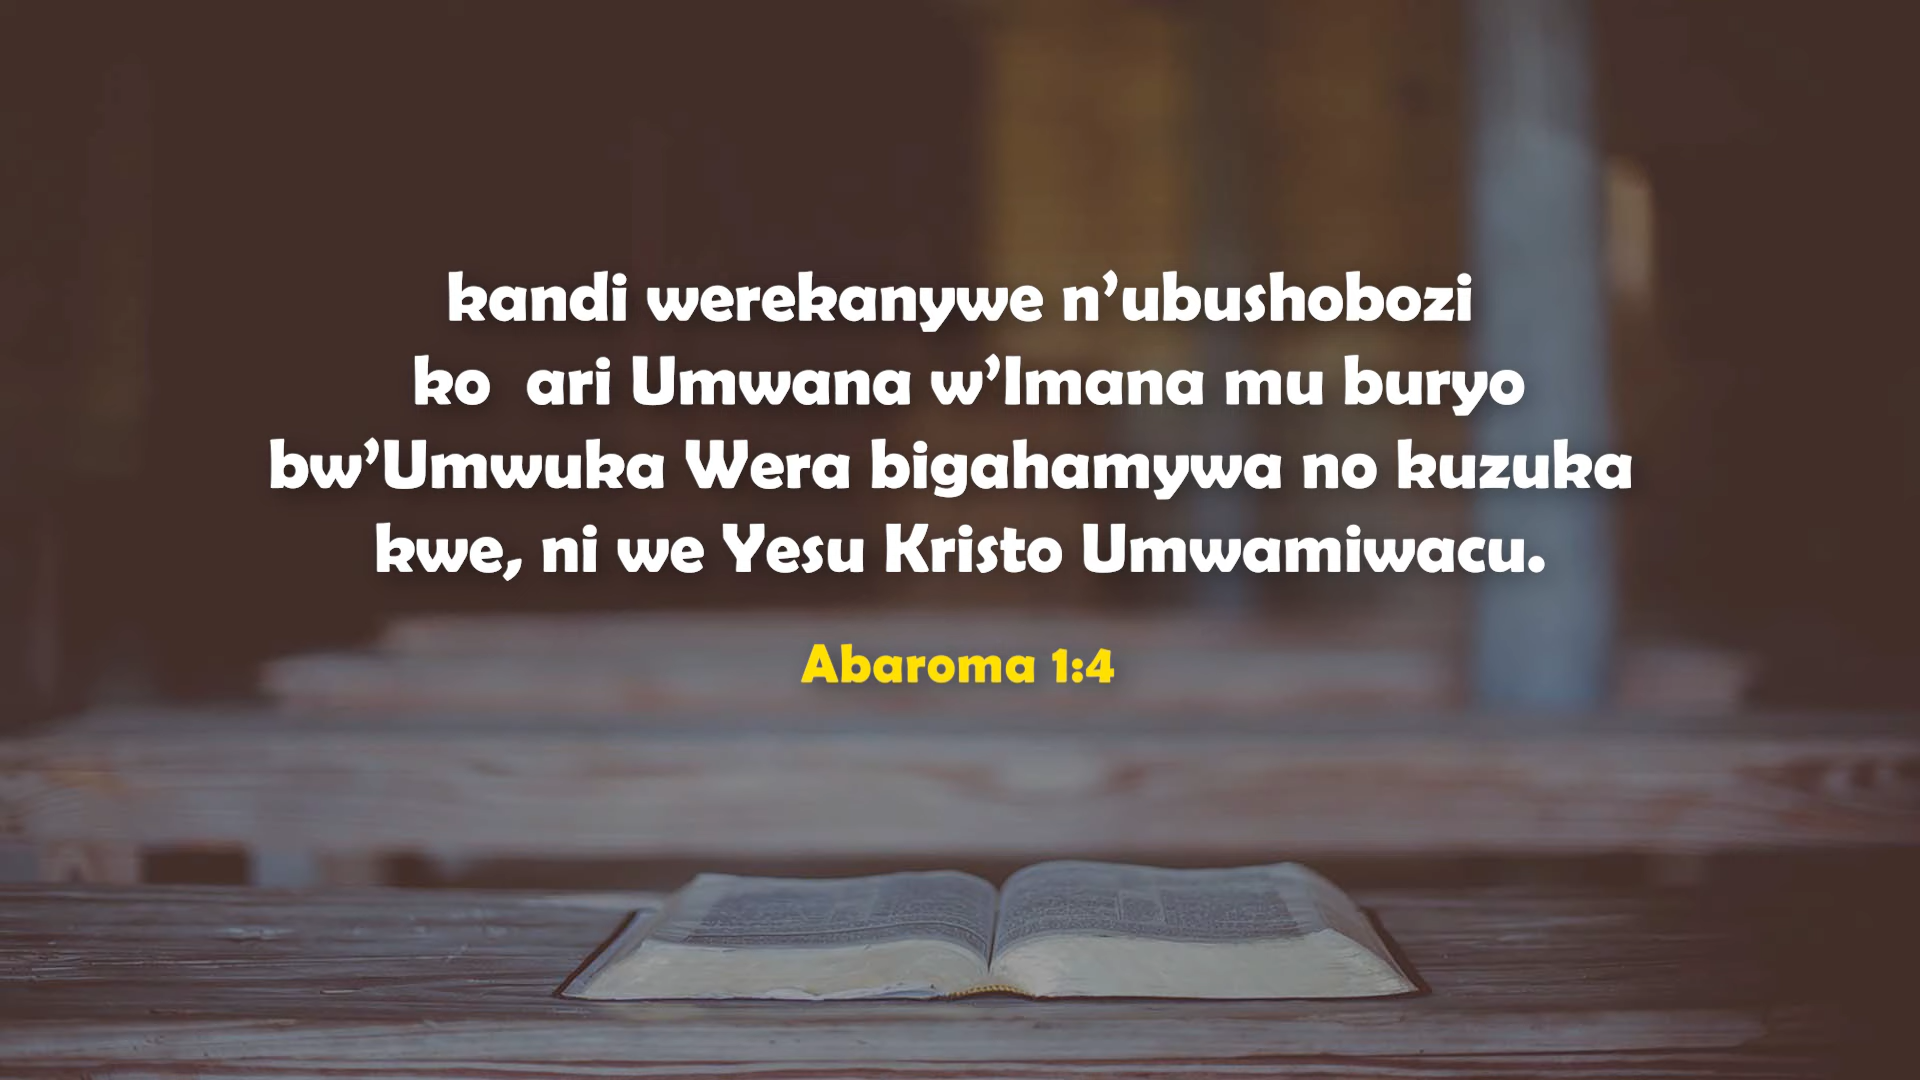 kandi werekanywe n’ubushobozi
ko  ari Umwana w’Imana mu buryo
bw’Umwuka Wera bigahamywa no kuzuka
kwe, ni we Yesu Kristo Umwamiwacu.
Abaroma 1:4